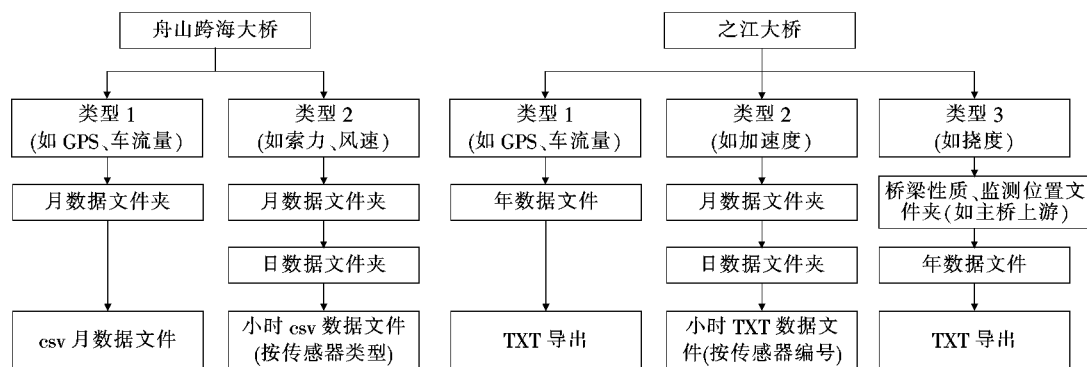 舟山跨海大桥
之江大桥
类型 1
(如 GPS、车流量)
类型 2
(如索力、风速)
类型 1
(如 GPS、车流量)
类型 2
(如加速度)
类型 3
(如挠度)
月数据文件夹
月数据文件夹
年数据文件
月数据文件夹
桥梁性质、监测位置文
件夹(如主桥上游)
日数据文件夹
日数据文件夹
年数据文件
csv 月数据文件
小时 csv 数据文件
(按传感器类型)
TXT 导出
小时 TXT 数据文
件(按传感器编号)
TXT 导出